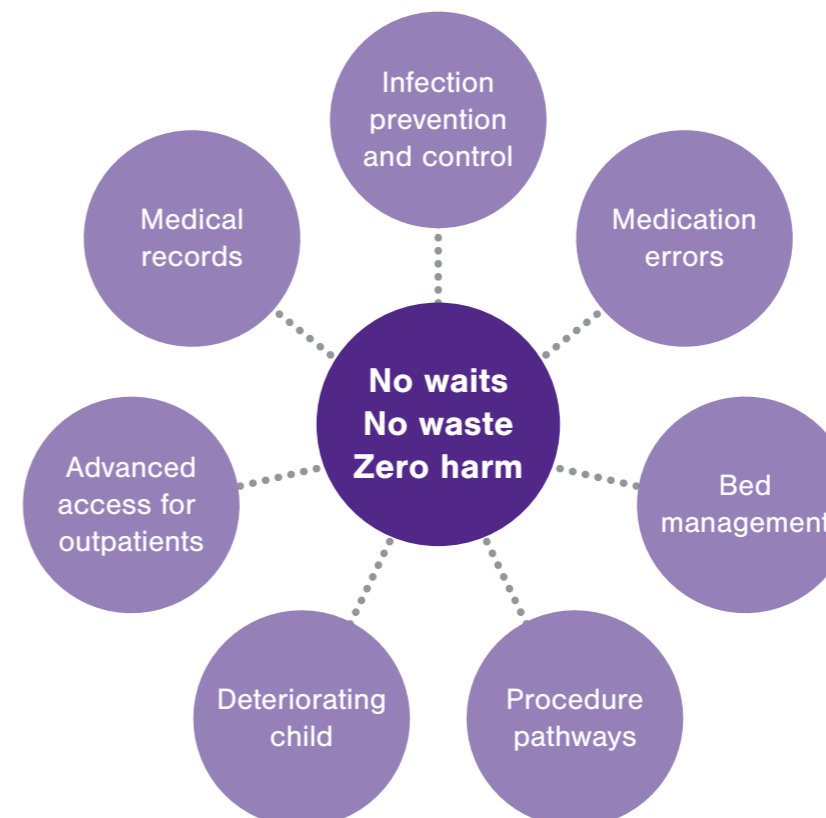 Infection
prevention
and control
Medical
records
Medication
errors
No waits
No waste
Zero harm
Advanced
access for
outpatients
Bed
management
Deteriorating
child
Procedure
pathways